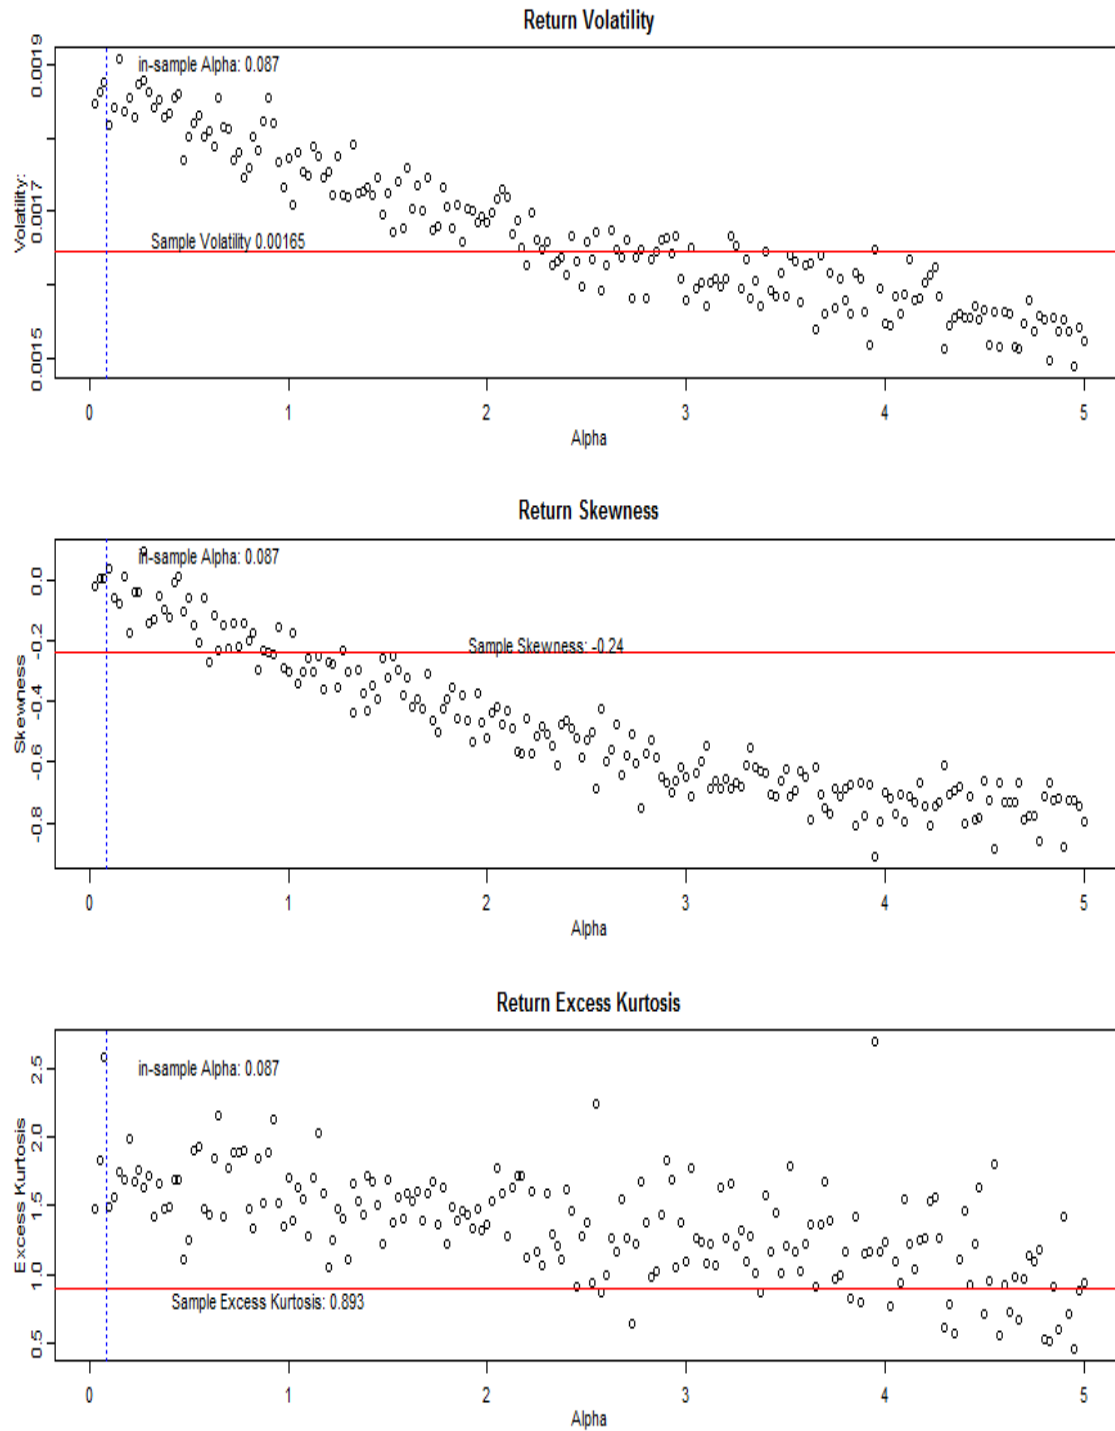 Return Volatility
in-sample Alpha: 0.087
Sample Volatility 0.00165
Volatility:
0.0019
0.0017
0.0015
0 1 2 3 4 5
Alpha
Return Skewness
in-sample Alpha: 0.087
Sample Skewness: -0.24
Skewness
0.0
-0.2
-0.4
-0.6
-0.8
0 1 2 3 4 5
Alpha
Return Excess Kurtosis
in-sample Alpha: 0.087
Sample Excess Kurtosis: 0.893
Excess Kurtosis
2.5
2.0
1.5
1.0
0.5
0 1 2 3 4 5
Alpha